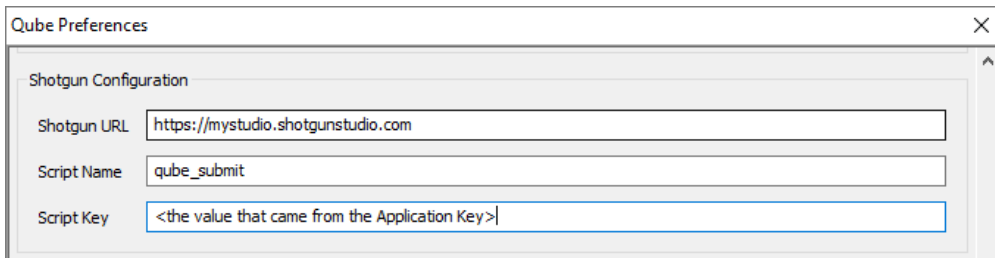 Qube Preferences
Shotgun Configuration
Shotgun URL https://mystudio.shotgunstudio.com
Script Name qube_submit
Script Key <the value that came from the Application Key>